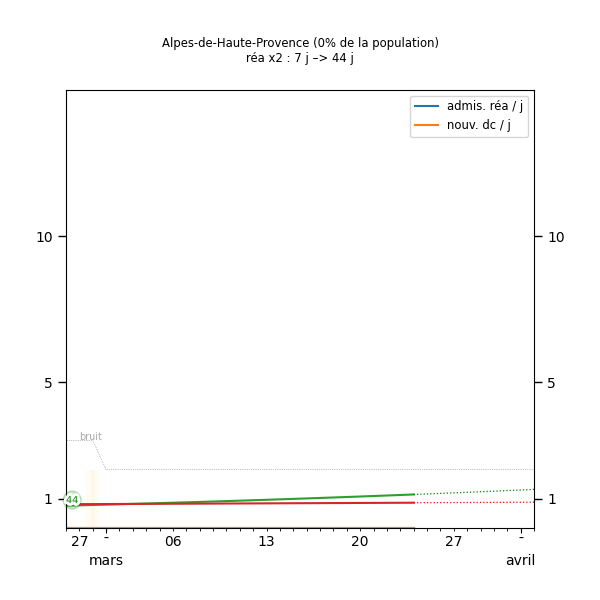 Alpes-de-Haute-Provence (0% de la population)
réa x2 : 7 j –> 44 j
admis. réa / j
nouv. dc / j
10 10
5 5
bruit
1 44 1
27 - 06 13 20 27 -
mars avril